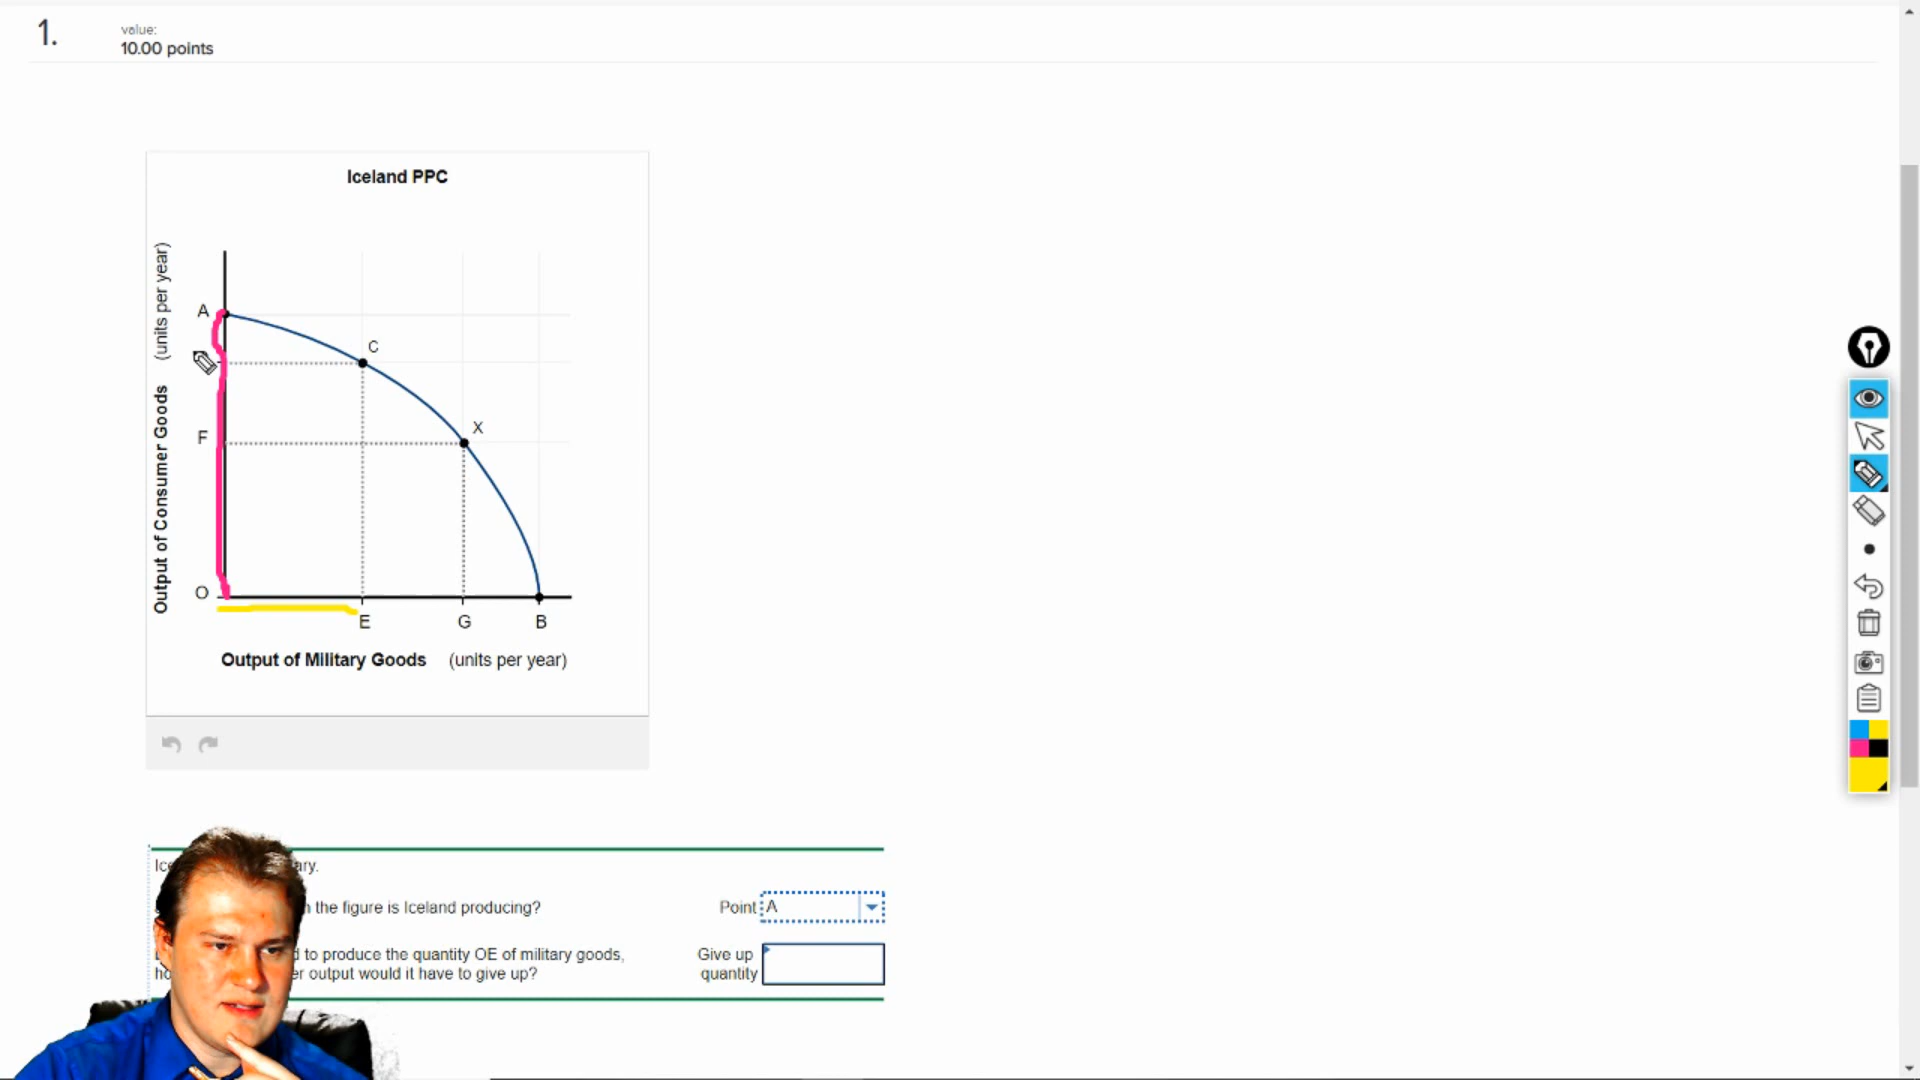 1.
value:
10.00 points
Iceland PPC
Output of Consumer Goods (units per year)
A
C
X
F
O
E G B
Output of Military Goods (units per year)
ary.
the figure is Iceland producing?
Point A
to produce the quantity OE of military goods,
output would it have to give up?
Give up
quantity